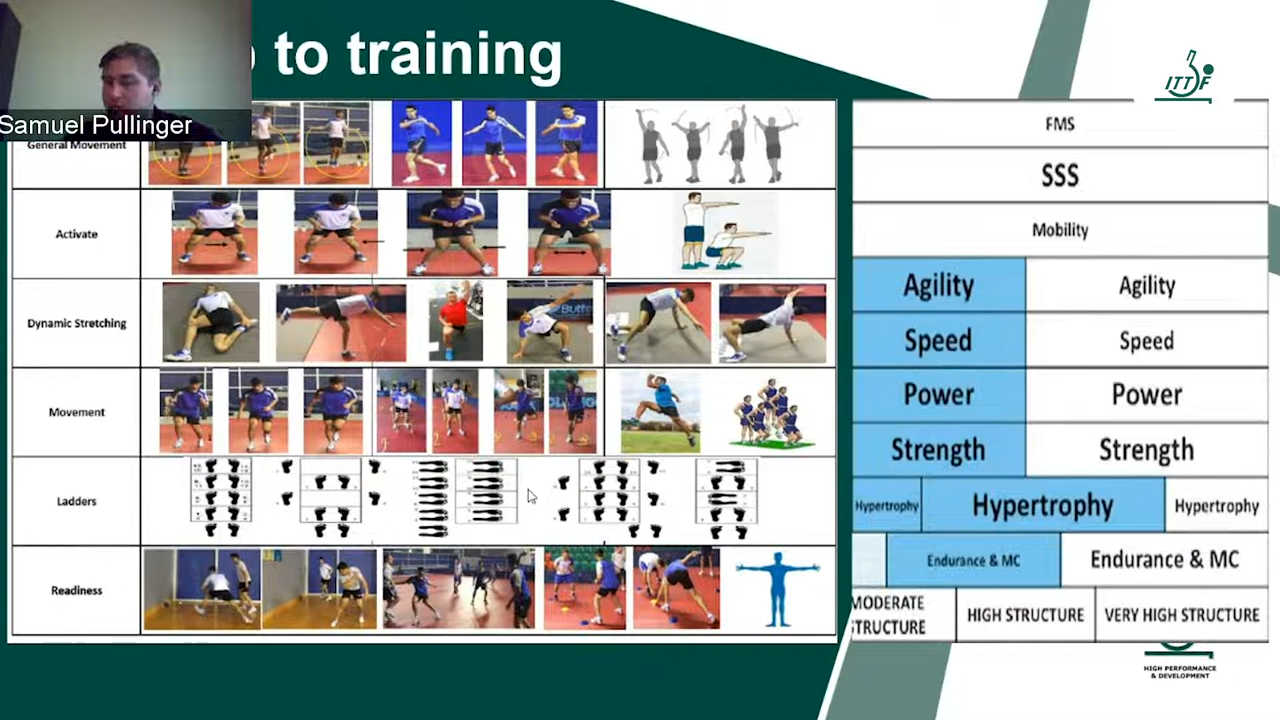 to training
Samuel Pullinger
ITTF
General Movement
Activate
Dynamic Stretching
Movement
Ladders
Readiness
FMS
SSS
Mobility
Agility Agility
Speed Speed
Power Power
Strength Strength
Hypertrophy Hypertrophy Hypertrophy
Endurance & MC Endurance & MC
MODERATE
STRUCTURE HIGH STRUCTURE VERY HIGH STRUCTURE
HIGH PERFORMANCE
& DEVELOPMENT